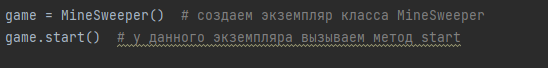 game = MineSweeper()  # создаем экземпляр класса MineSweeper
game.start()  # у данного экземпляра вызываем метод start